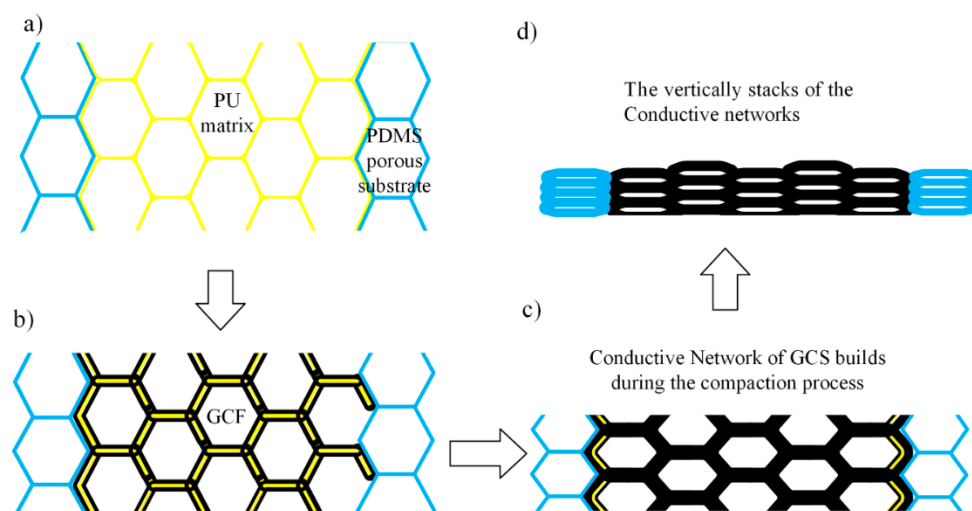 a)
PU
matrix
PDMS
porous
substrate
d)
The vertically stacks of the
Conductive networks
b)
GCF
c)
Conductive Network of GCS builds
during the compaction process